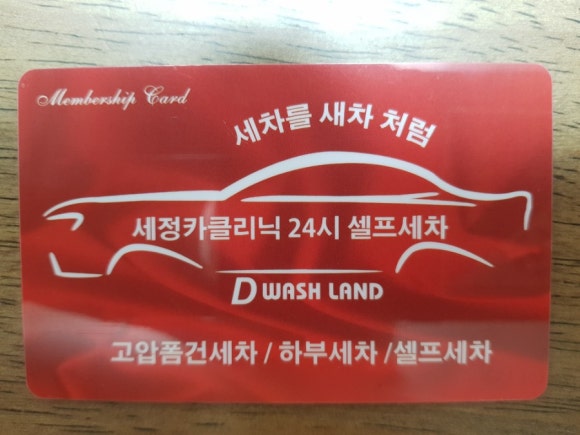 Membership Card
세차를 새차 처럼
세정카클리닉 24시 셀프세차
D WASH LAND
고압폼건세차 / 하부세차 /셀프세차